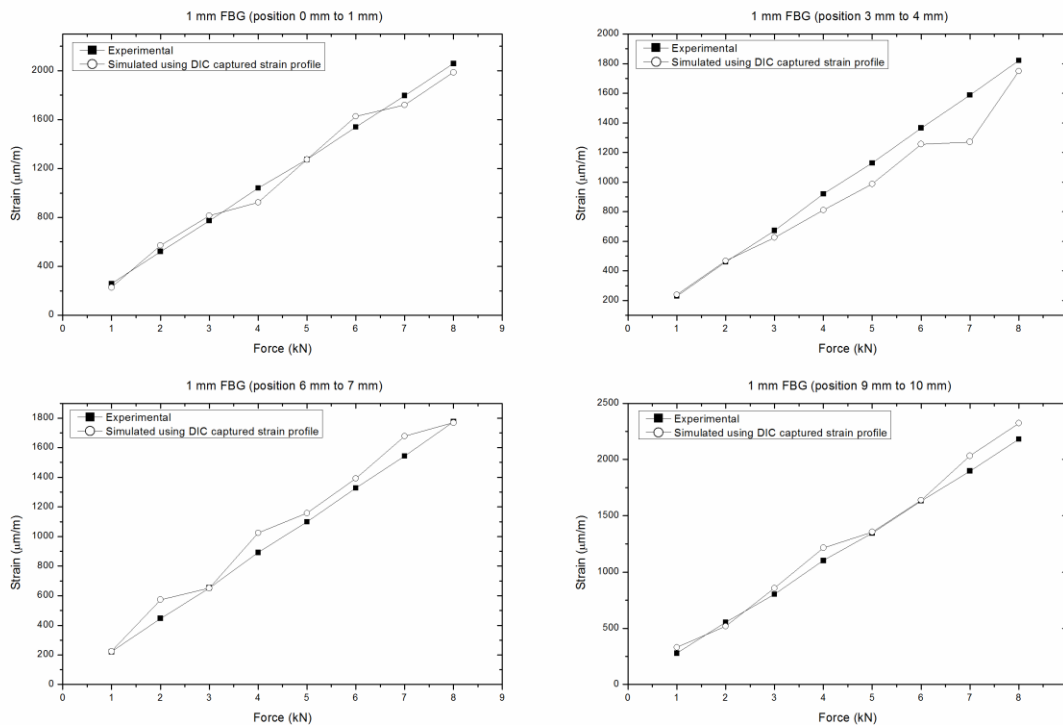 1 mm FBG (position 0 mm to 1 mm)
Experimental
Simulated using DIC captured strain profile
Strain (μm/m)
2000
1600
1200
800
400
0
0 1 2 3 4 5 6 7 8 9
Force (kN)
1 mm FBG (position 3 mm to 4 mm)
Experimental
Simulated using DIC captured strain profile
Strain (μm/m)
2000
1800
1600
1400
1200
1000
800
600
400
200
0 1 2 3 4 5 6 7 8
Force (kN)
1 mm FBG (position 6 mm to 7 mm)
Experimental
Simulated using DIC captured strain profile
Strain (μm/m)
1800
1600
1400
1200
1000
800
600
400
200
0
0 1 2 3 4 5 6 7 8 9
Force (kN)
1 mm FBG (position 9 mm to 10 mm)
Experimental
Simulated using DIC captured strain profile
Strain (μm/m)
2500
2000
1500
1000
500
0
0 1 2 3 4 5 6 7 8
Force (kN)